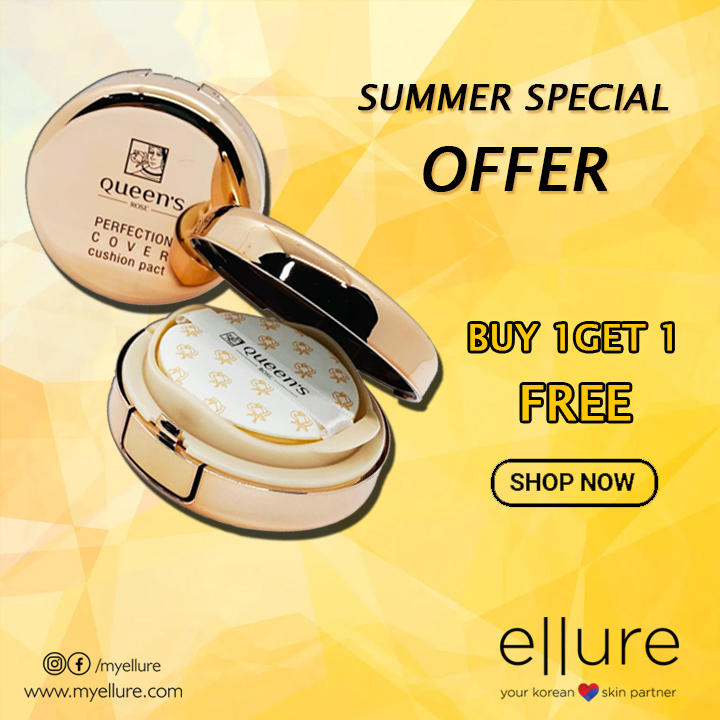 SUMMER SPECIAL
OFFER
Queen's
ROSE
PERFECTION
COVER
cushion pact
Queen's
ROSE
BUY 1GET 1
FREE
SHOP NOW
ellure
your korean skin partner
/myellure
www.myellure.com